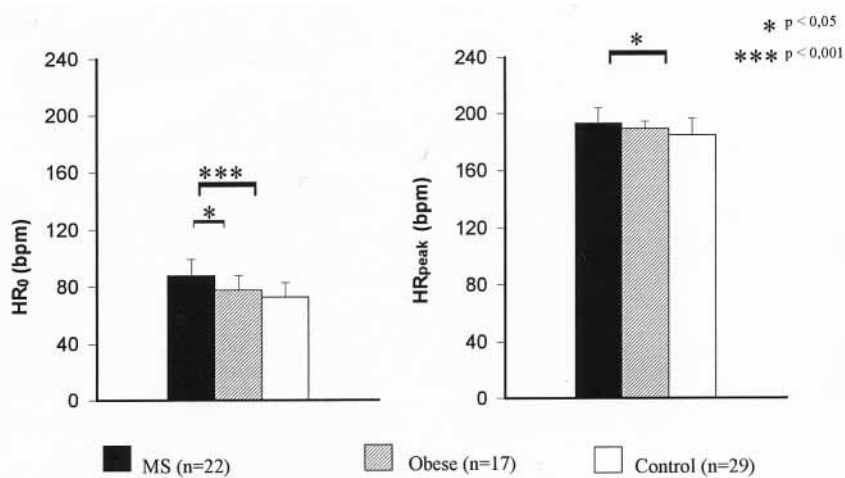 * p < 0,05
*** p < 0,001
240
200
160
120
80
40
0
HR0 (bpm)
***
*
240
200
160
120
80
40
0
HRpeak (bpm)
*
MS (n=22)
Obese (n=17)
Control (n=29)